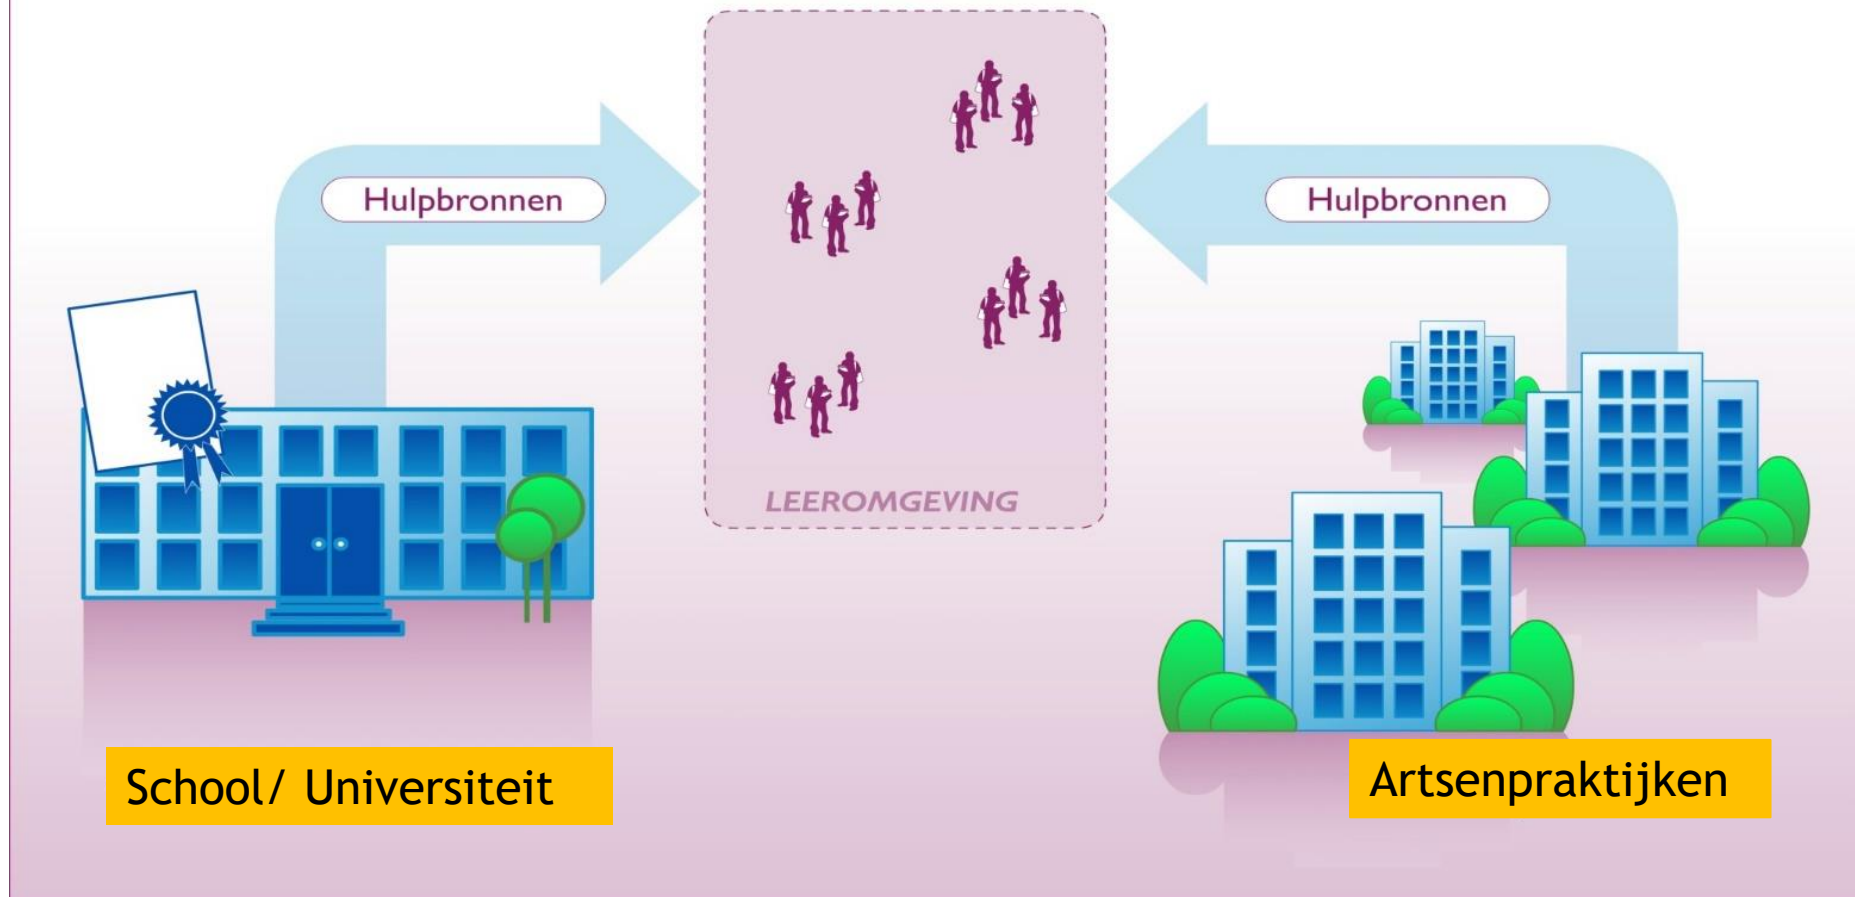 Hulpbronnen
Hulpbronnen
LEEROMGEVING
School/ Universiteit
Artsenpraktijken